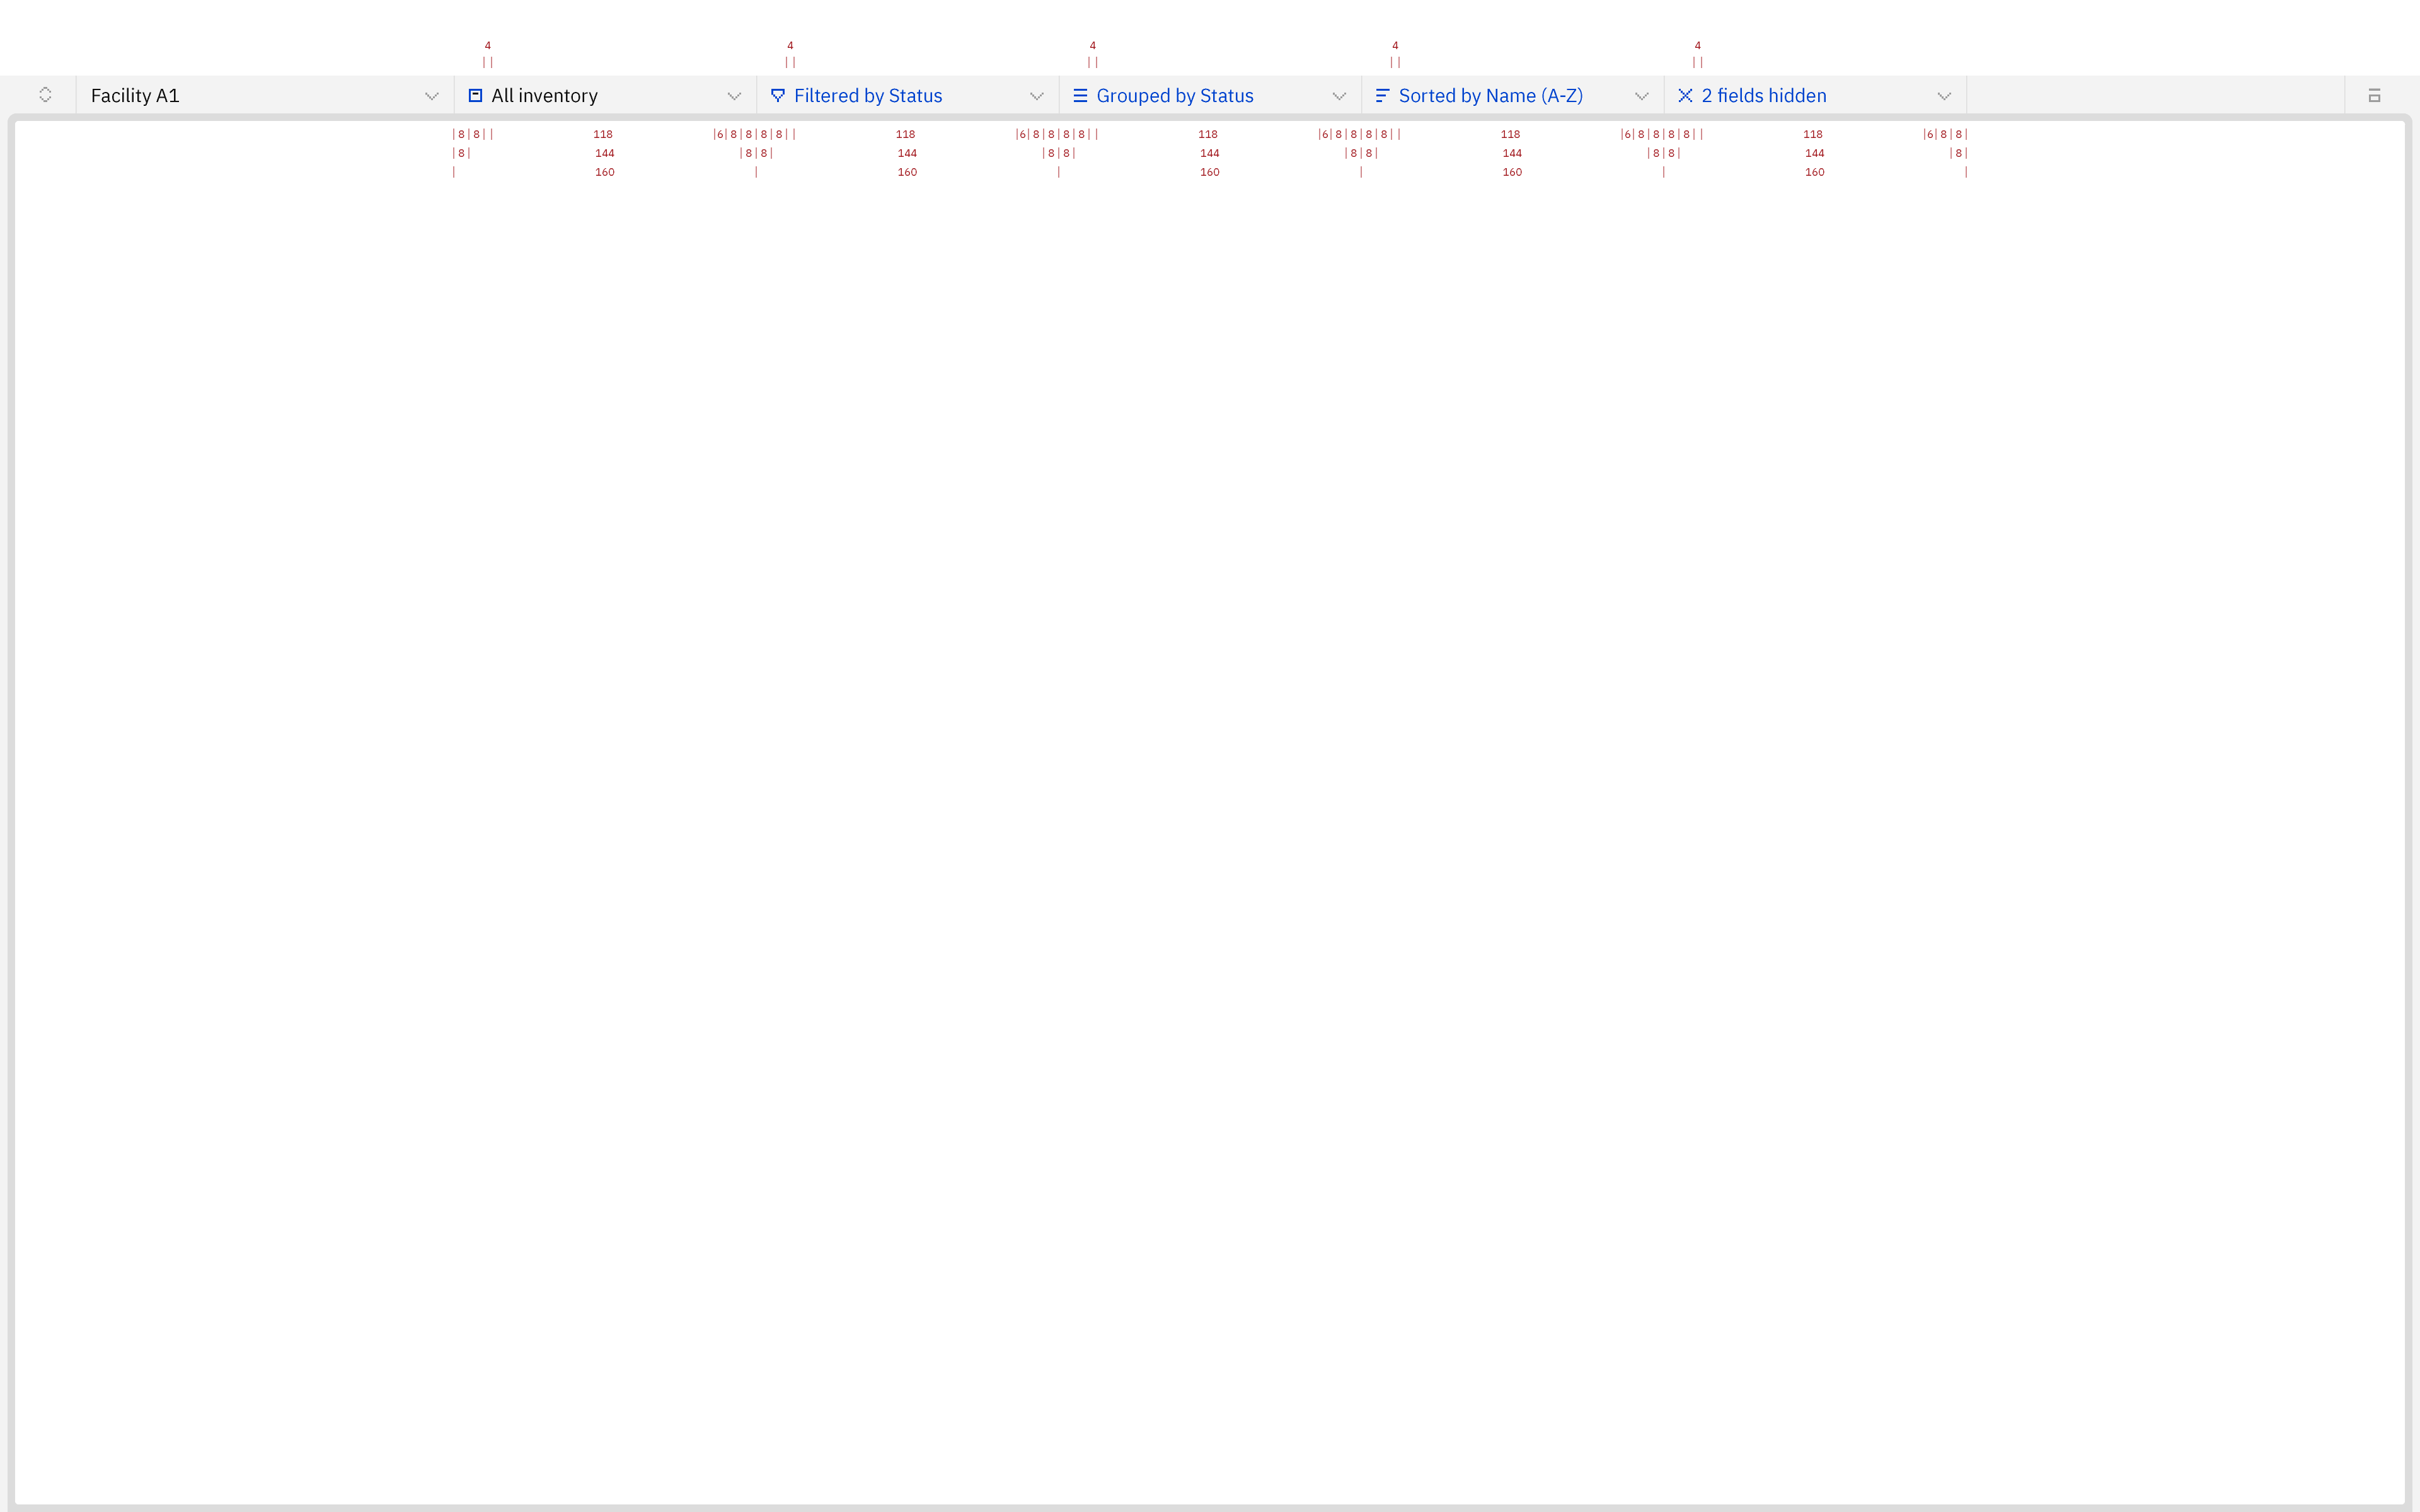 4 4 4 4 4
|| || || || ||
Facility A1 All inventory Filtered by Status Grouped by Status Sorted by Name (A-Z) 2 fields hidden
|8|8|| 118 |6|8|8|8|8|| 118 |6|8|8|8|8|| 118 |6|8|8|8|8|| 118 |6|8|8|8|8|| 118 |6|8|8|
|8| 144 |8|8| 144 |8|8| 144 |8|8| 144 |8|8| 144 |8|
| 160 | 160 | 160 | 160 | 160 |